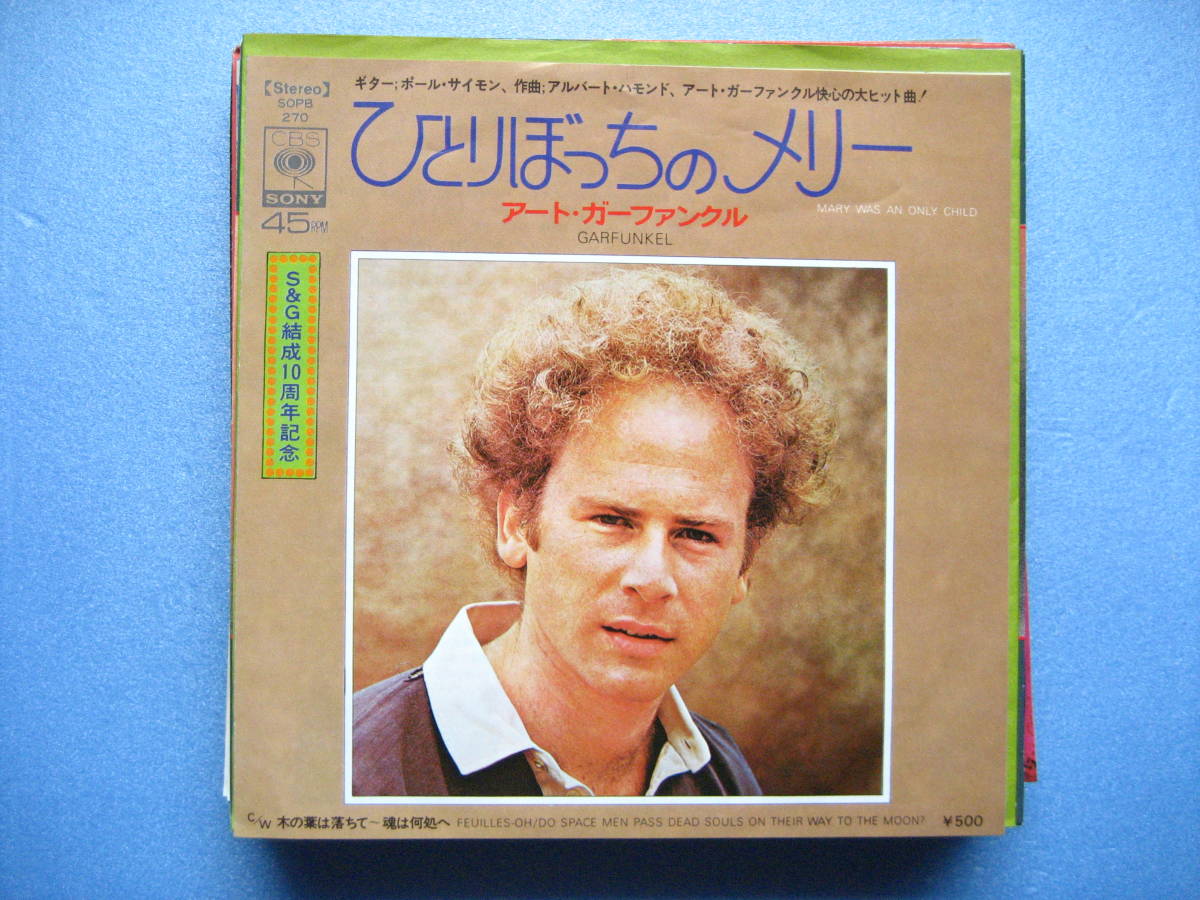 【Stereo】
SOPB
270
CBS
SONY
45RPM
ギター;ポール・サイモン、作曲;アルバート・ハモンド、アート・ガーファンクル快心の大ヒット曲!
ひとりぼっちのメリー
MARY WAS AN ONLY CHILD
アート・ガーファンクル
GARFUNKEL
S&G結成10周年記念
C/W 木の葉は落ちて~魂は何処へ FEUILLES-OH/DO SPACE MEN PASS DEAD SOULS ON THEIR WAY TO THE MOON? ¥500